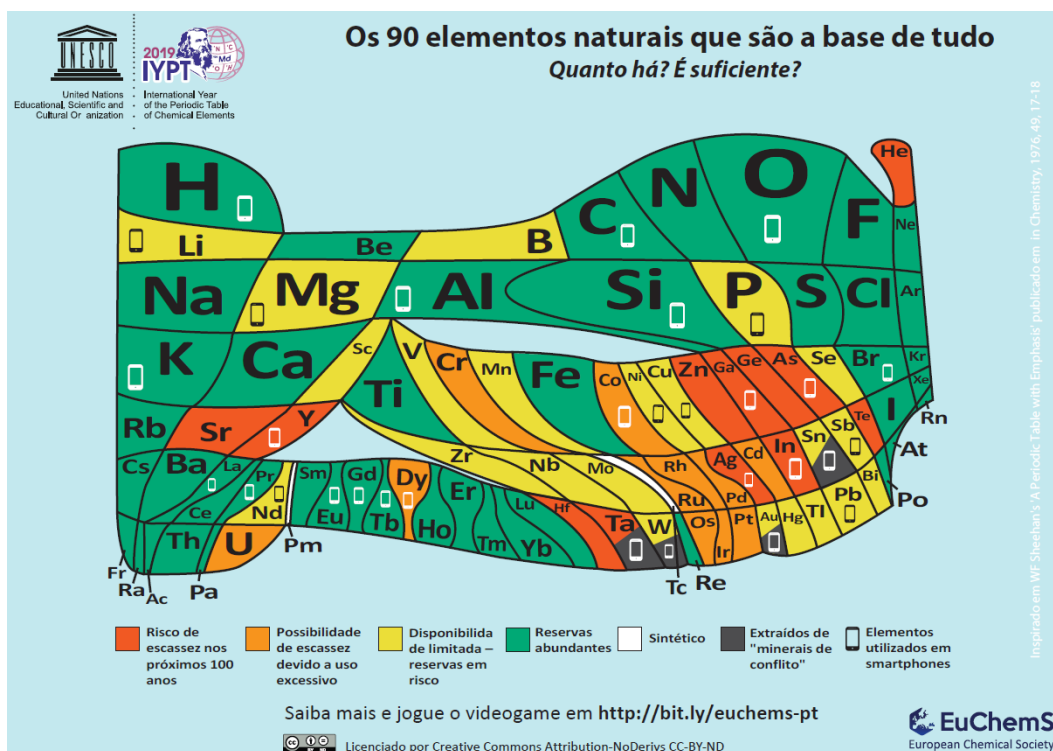 UNESCO
United Nations
Educational, Scientific and
Cultural Or anization
2019
IYPT
International Year
of the Periodic Table
of Chemical Elements
Os 90 elementos naturais que são a base de tudo
Quanto há? É suficiente?
H
C
N
O
F
He
Li
Be
B
Ne
Na
Mg
Al
Si
P
S
Cl
Ar
K
Ca
Sc
Ti
V
Cr
Mn
Fe
Co
Ni
Cu
Zn
Ga
Ge
As
Se
Br
Kr
Rb
Sr
Y
Zr
Nb
Mo
Tc
Ru
Rh
Pd
Ag
Cd
In
Sn
Sb
Te
I
Xe
Cs
Ba
La
Ce
Pr
Nd
Pm
Sm
Eu
Gd
Tb
Dy
Ho
Er
Tm
Yb
Lu
Hf
Ta
W
Re
Os
Ir
Pt
Au
Hg
Tl
Pb
Bi
Po
At
Rn
Fr
Ra
Ac
Th
Pa
U
Risco de
escassez nos
próximos 100
anos
Possibilidade
de escassez
devido a uso
excessivo
Disponibilida
de limitada –
reservas em
risco
Reservas
abundantes
Sintético
Extraídos de
"minerais de
conflito"
Elementos
utilizados em
smartphones
Saiba mais e jogue o videogame em http://bit.ly/euchems-pt
Licenciado por Creative Commons Attribution-NoDerivs CC-BY-ND
EuChemS
European Chemical Society
Inspirado em WF Sheehan's 'A Periodic Table with Emphasis' publicado em in Chemistry, 1976, 49, 17-18